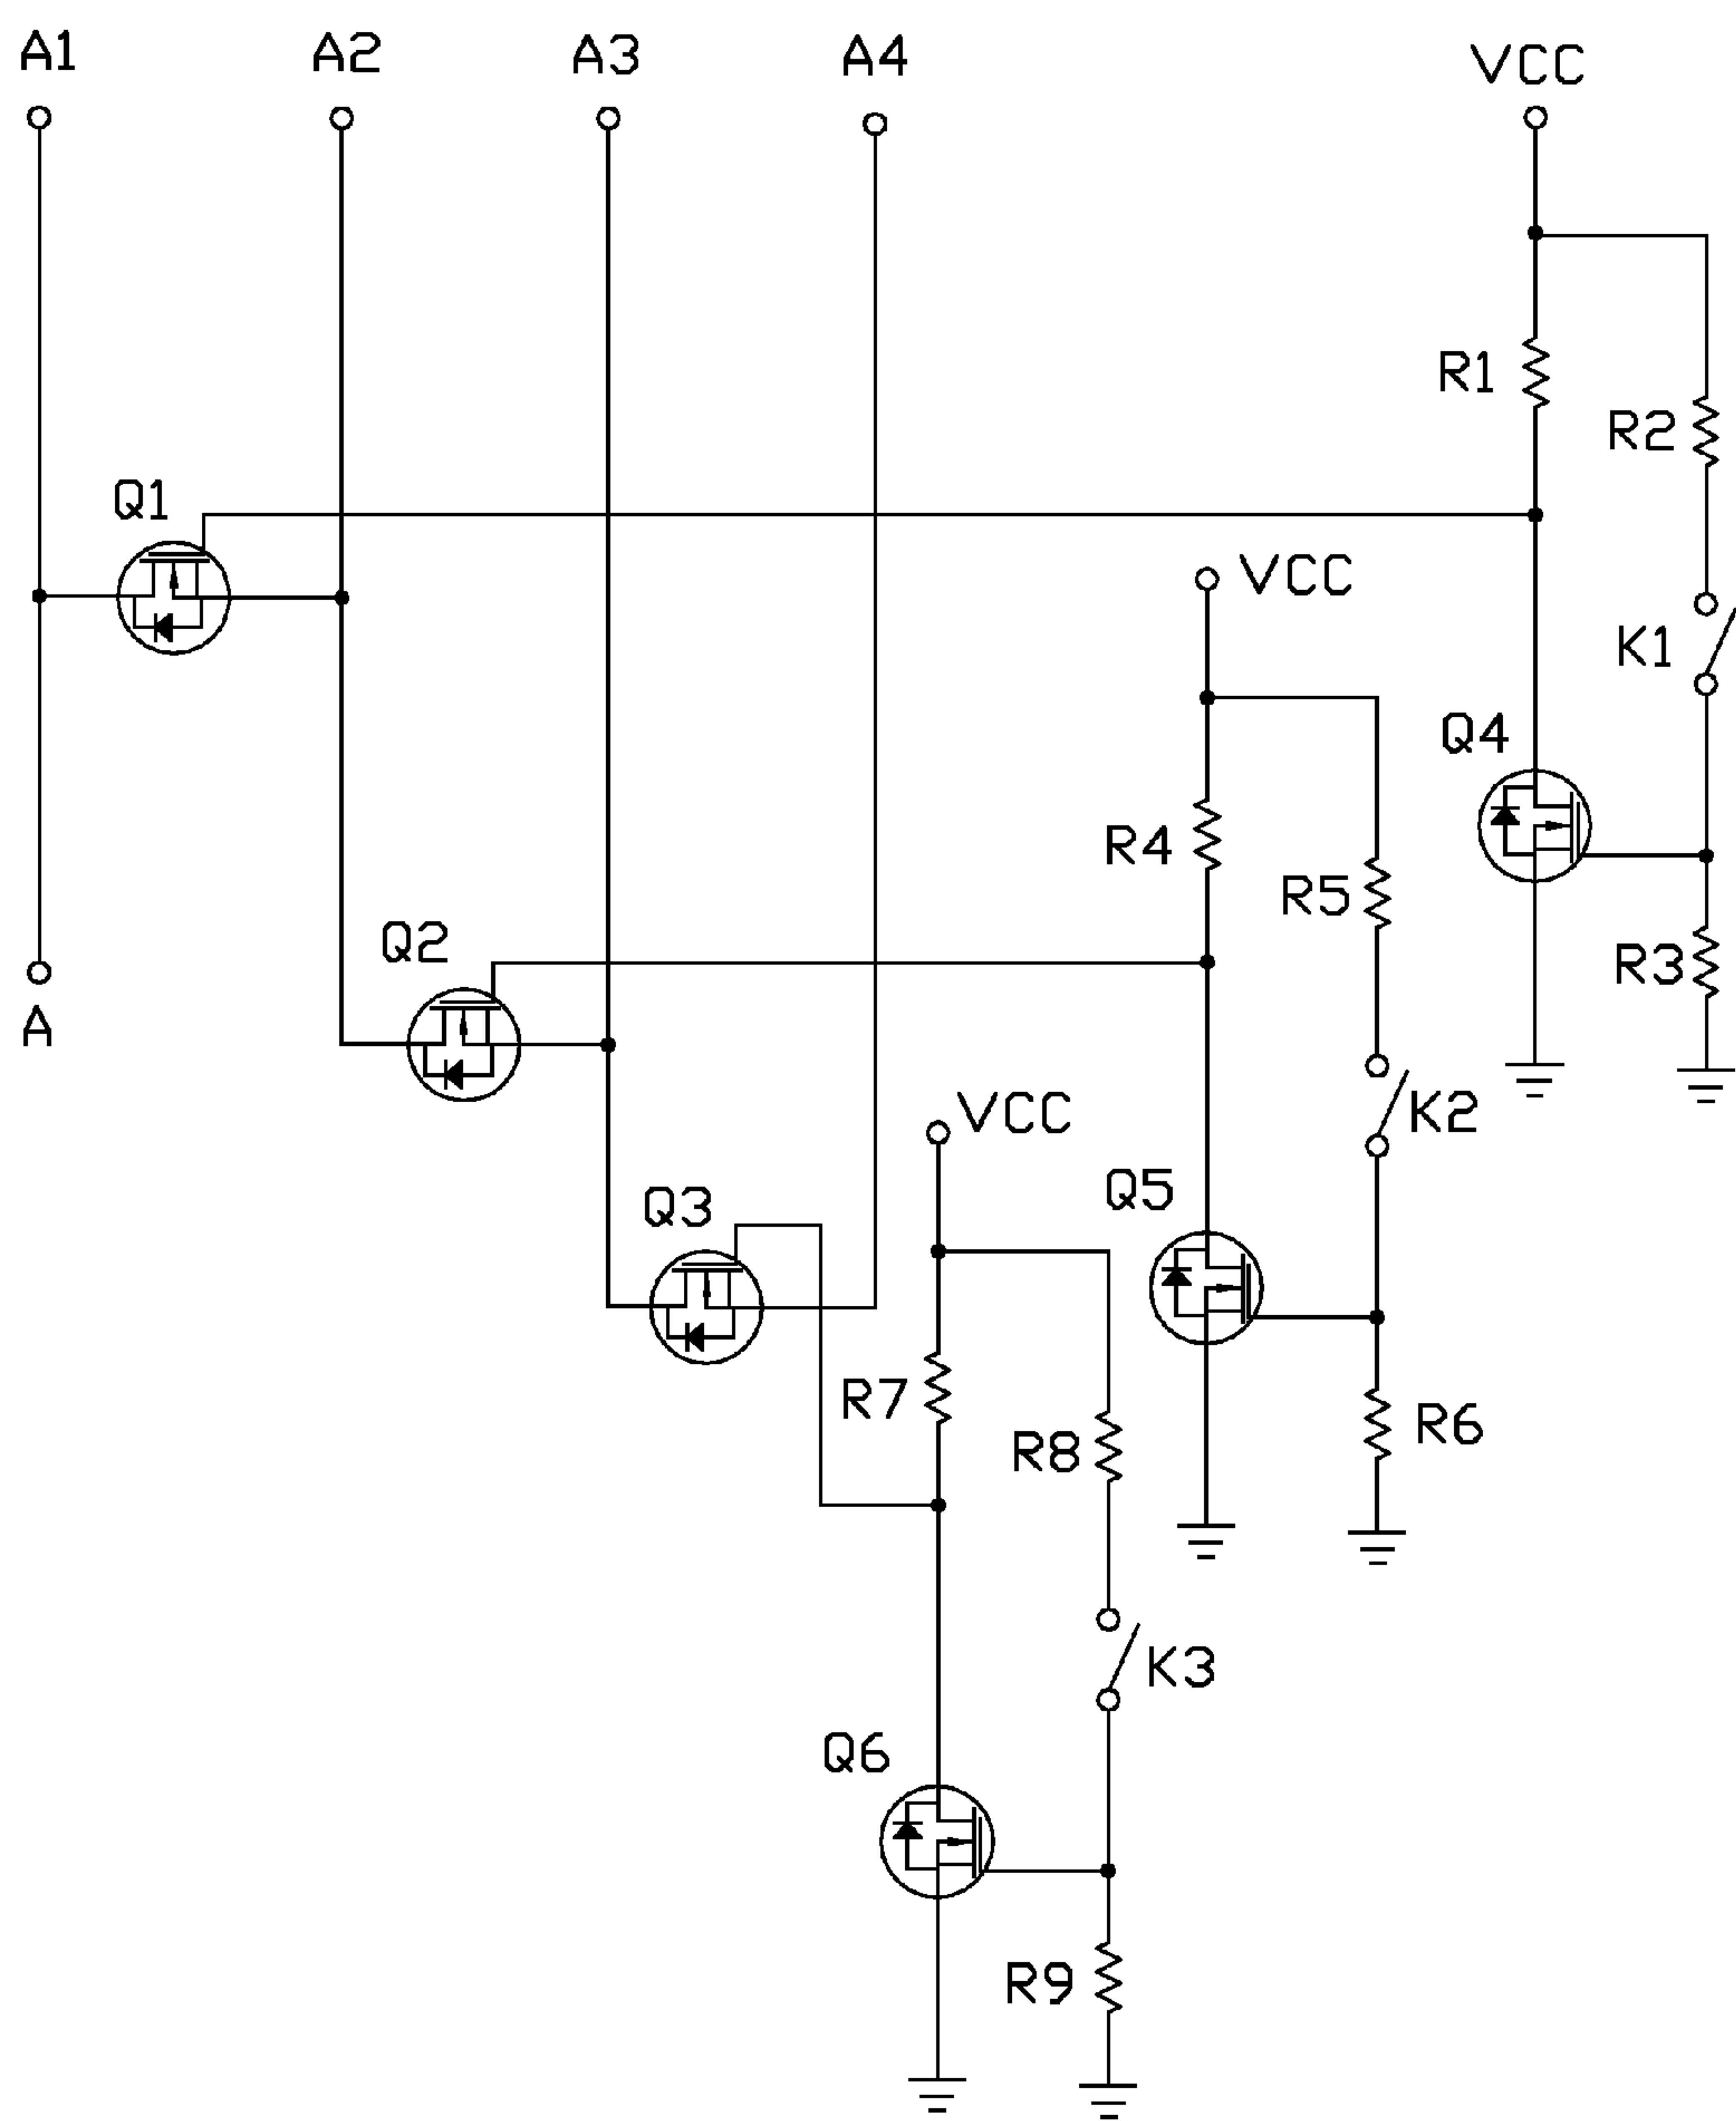 A1 A2 A3 A4 VCC
R1
R2
Q1
VCC
K1
Q4
R4
R5
Q2
R3
A
VCC
K2
Q5
Q3
R7
R6
R8
K3
Q6
R9